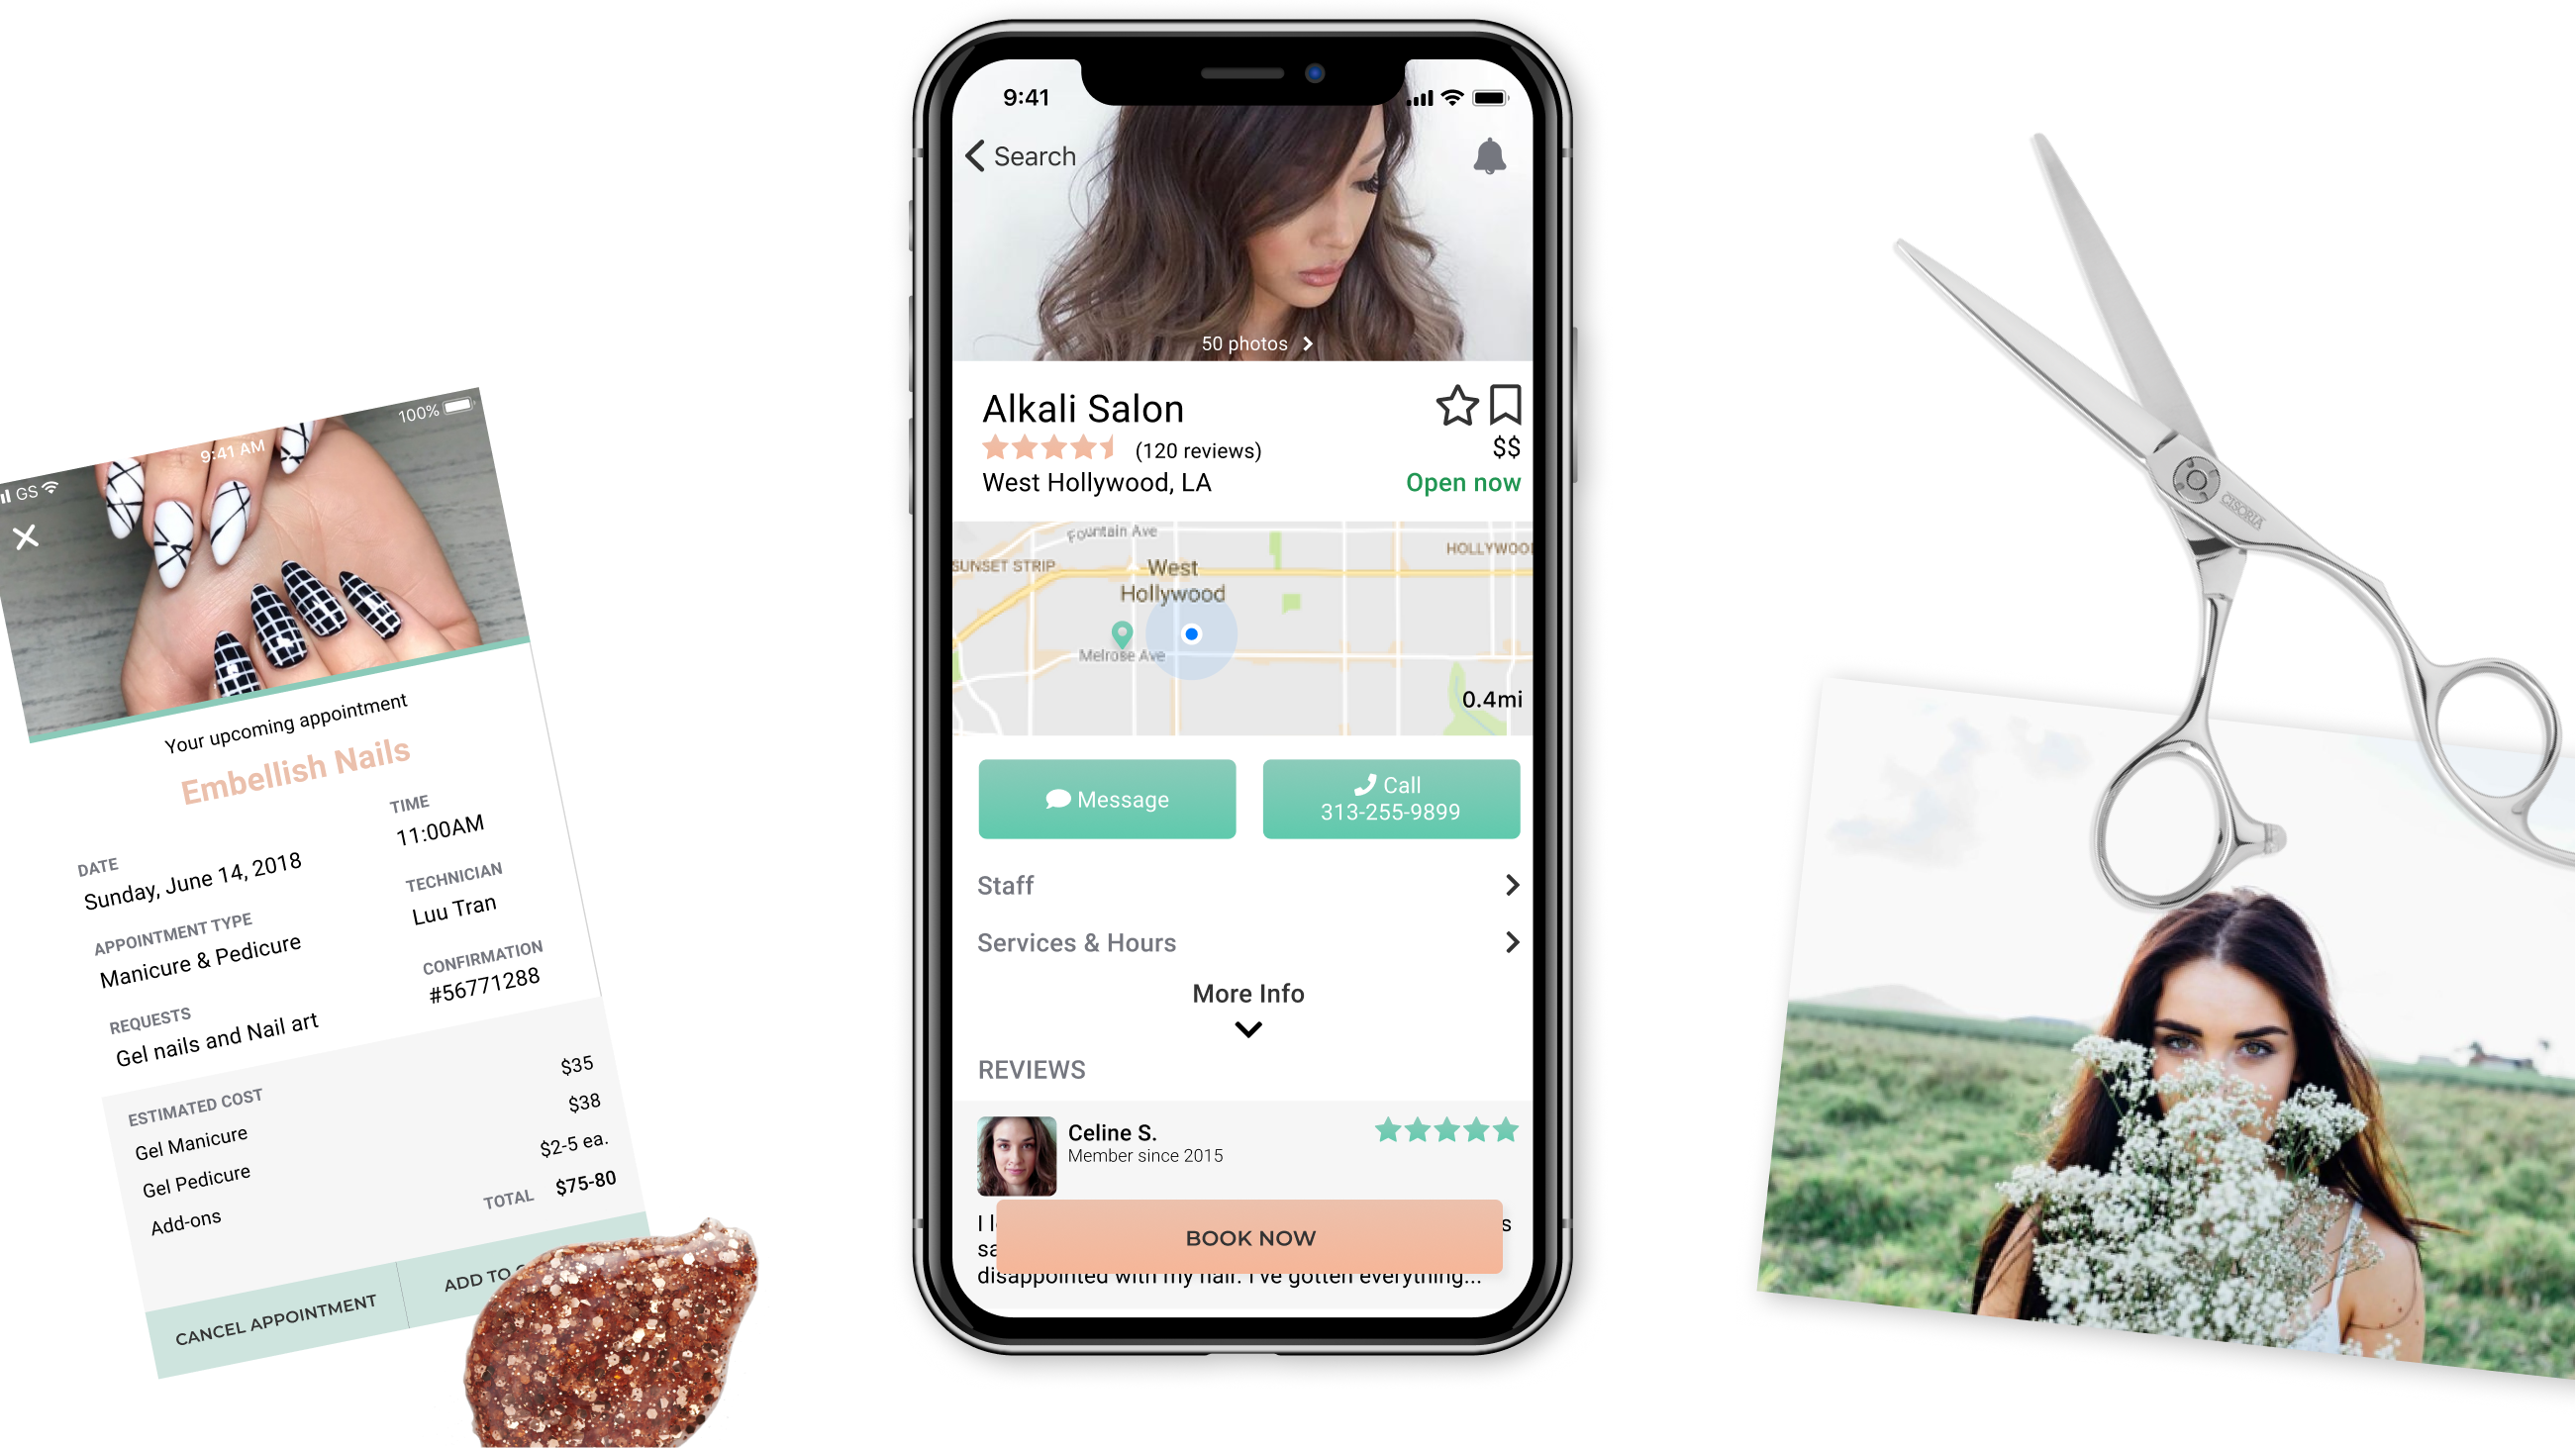 100%
9:41 AM
GS
Your upcoming appointment
Embellish Nails
DATE
Sunday, June 14, 2018
TIME
11:00AM
APPOINTMENT TYPE
Manicure & Pedicure
TECHNICIAN
Luu Tran
REQUESTS
Gel nails and Nail art
CONFIRMATION
#56771288
ESTIMATED COST
Gel Manicure $35
Gel Pedicure $38
Add-ons $2-5 ea.
TOTAL $75-80
CANCEL APPOINTMENT
ADD TO
9:41
Search
50 photos
Alkali Salon
(120 reviews)
$$
West Hollywood, LA
Open now
Fountain Ave
HOLLYWOO
SUNSET STRIP
West
Hollywood
Melrose Ave
0.4mi
Message
Call
313-255-9899
Staff
Services & Hours
More Info
REVIEWS
Celine S.
Member since 2015
I
BOOK NOW
disappointed with my hair. I've gotten everything...
CISORIA